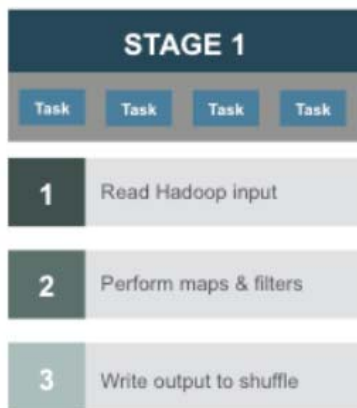 STAGE 1
Task Task Task Task
1 Read Hadoop input
2 Perform maps & filters
3 Write output to shuffle